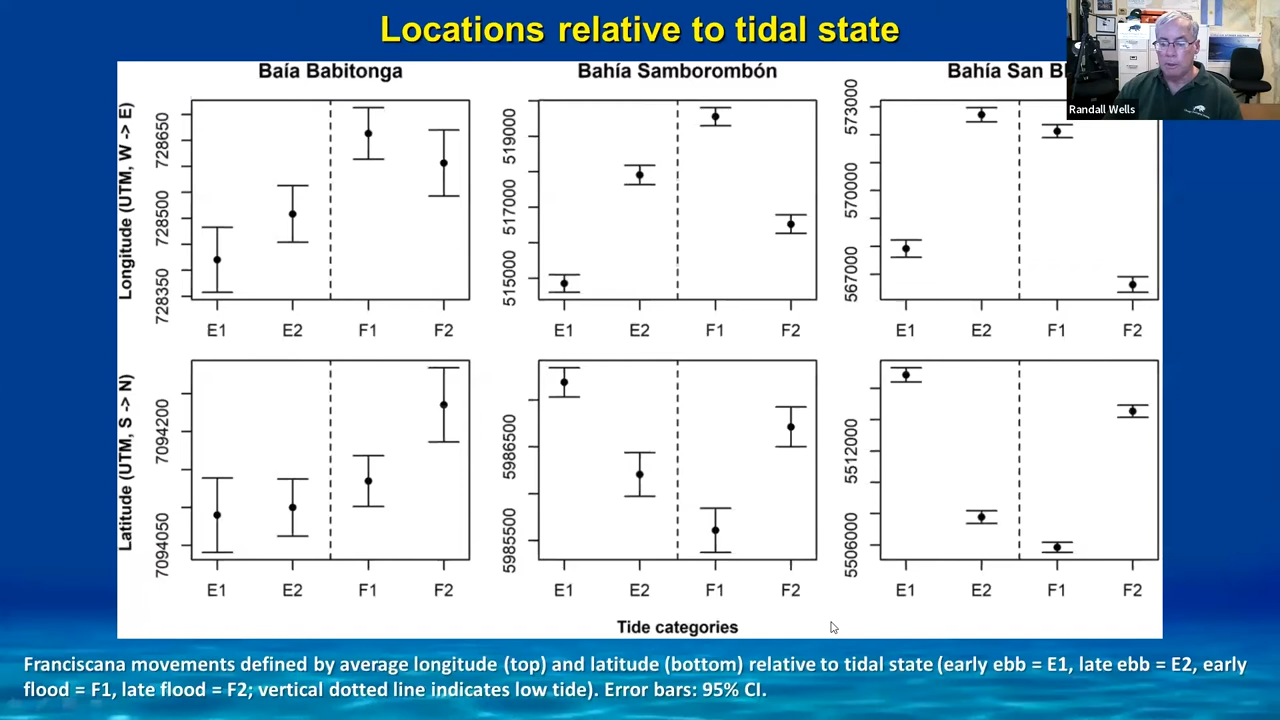 Locations relative to tidal state
Randall Wells
Baía Babitonga
Bahía Samborombón
Bahía San
Longitude (UTM, W -> E)
728350
728500
728650
515000
517000
519000
567000
570000
573000
E1 E2 F1 F2
E1 E2 F1 F2
E1 E2 F1 F2
Latitude (UTM, S -> N)
7094050
7094200
5985500
5986500
5506000
5512000
E1 E2 F1 F2
E1 E2 F1 F2
E1 E2 F1 F2
Tide categories
Franciscana movements defined by average longitude (top) and latitude (bottom) relative to tidal state (early ebb = E1, late ebb = E2, early
flood = F1, late flood = F2; vertical dotted line indicates low tide). Error bars: 95% CI.